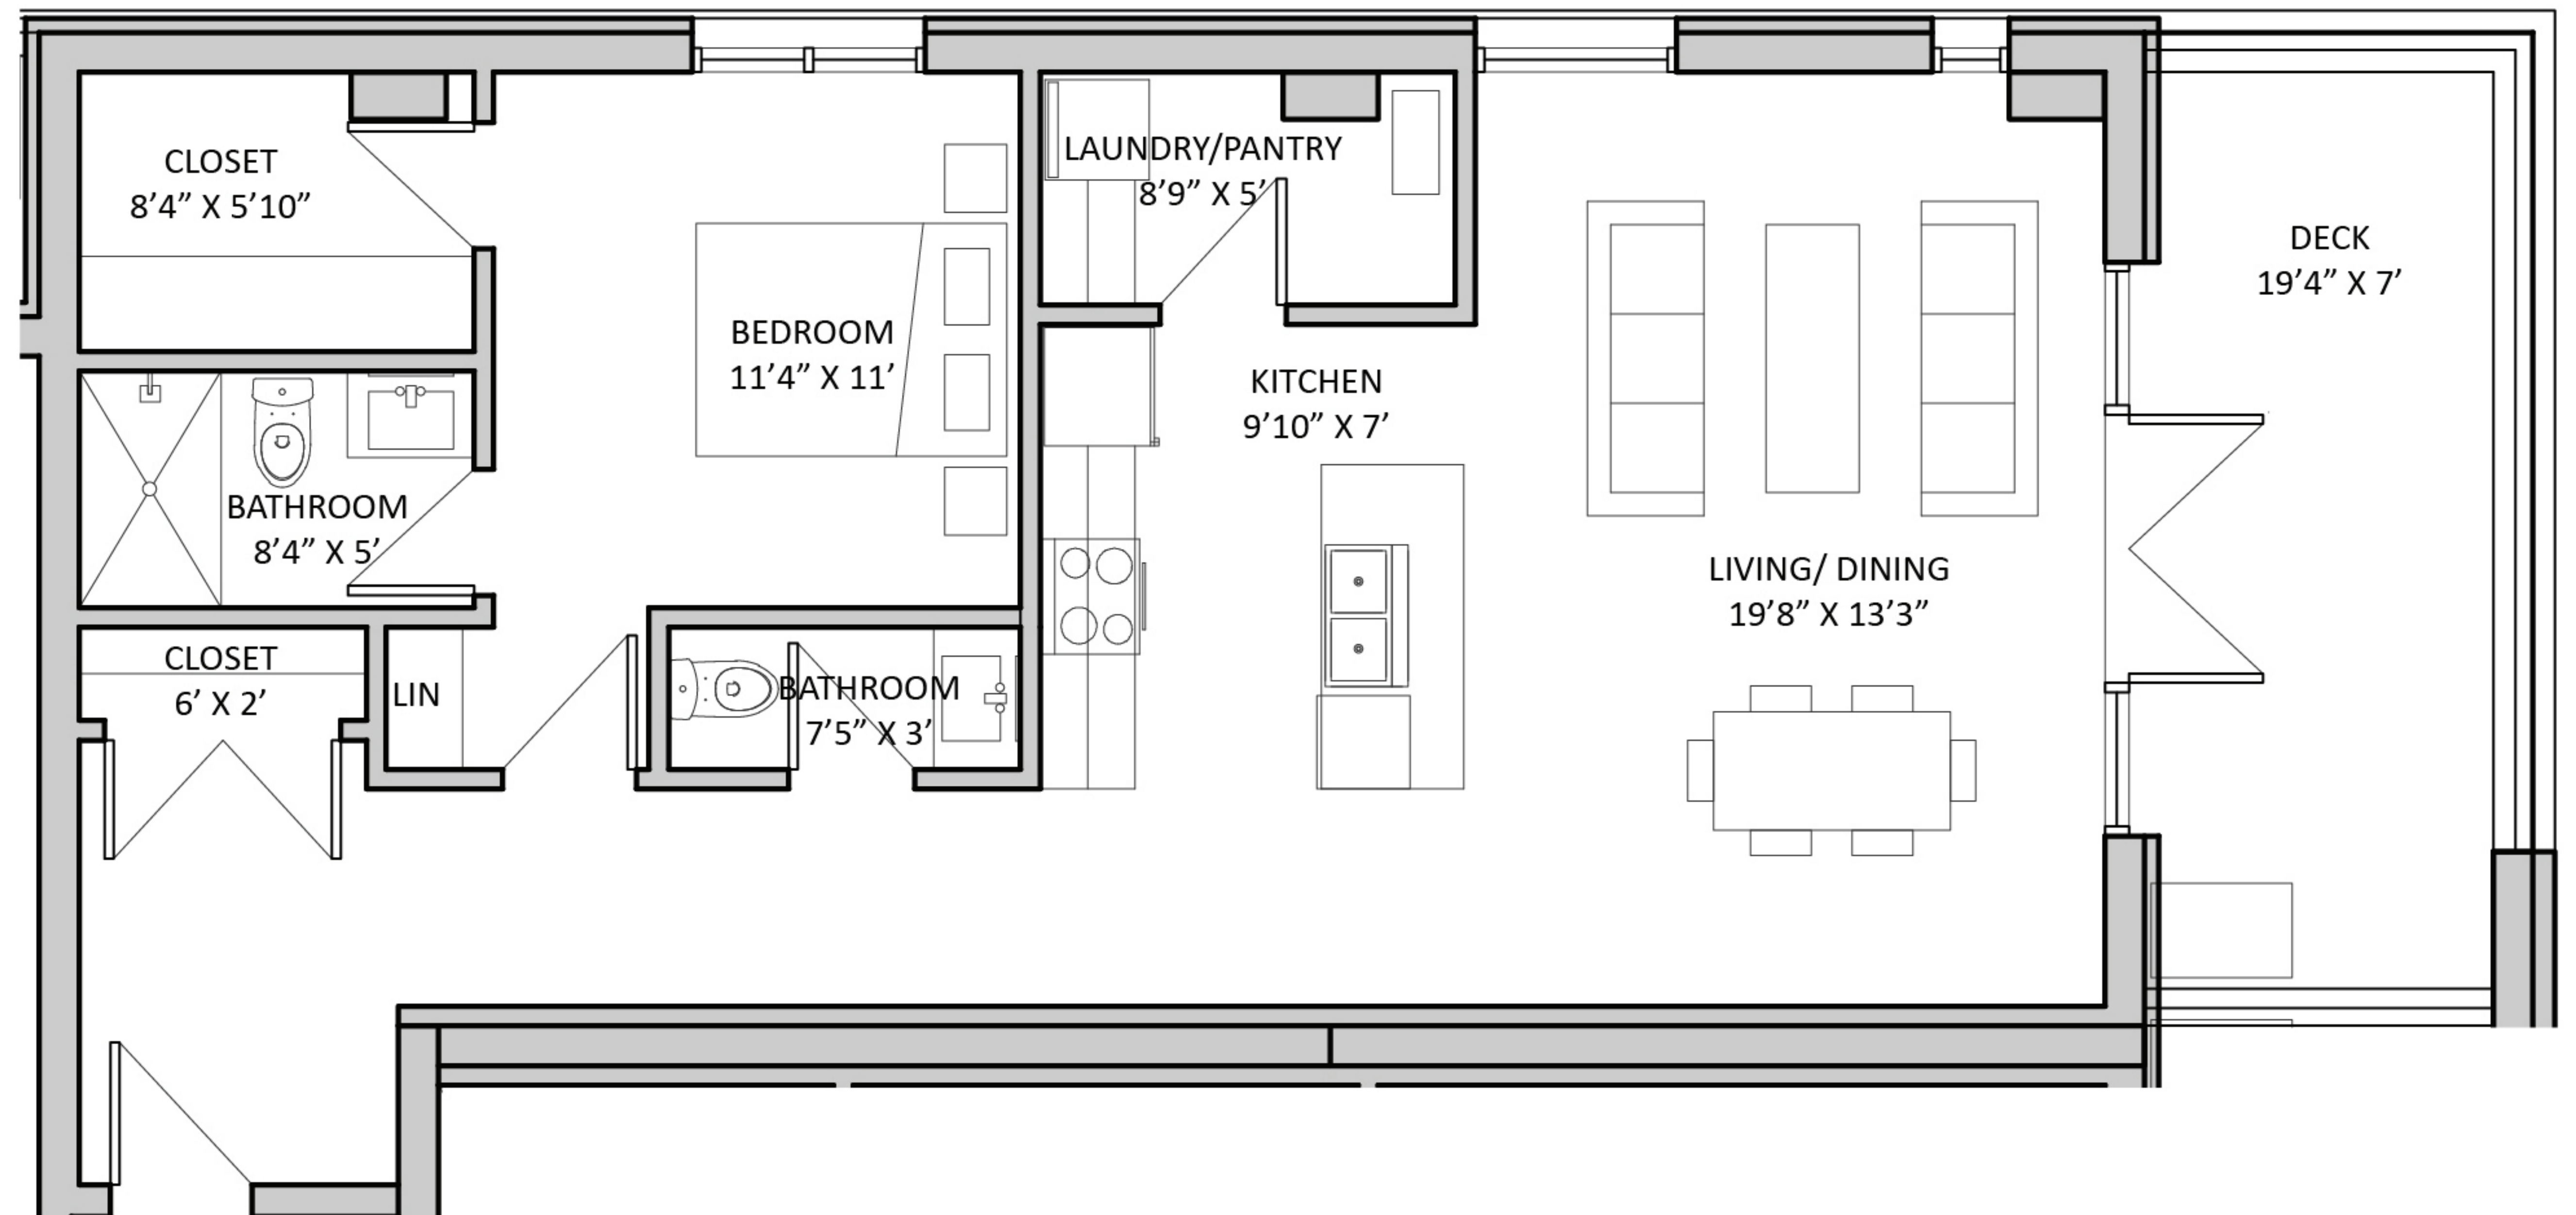 CLOSET
8’4” X 5’10”
LAUNDRY/PANTRY
8’9” X 5’
DECK
19’4” X 7’
BEDROOM
11’4” X 11’
KITCHEN
9’10” X 7’
BATHROOM
8’4” X 5’
LIVING/ DINING
19’8” X 13’3”
CLOSET
6’ X 2’
LIN
BATHROOM
7’5” X 3’